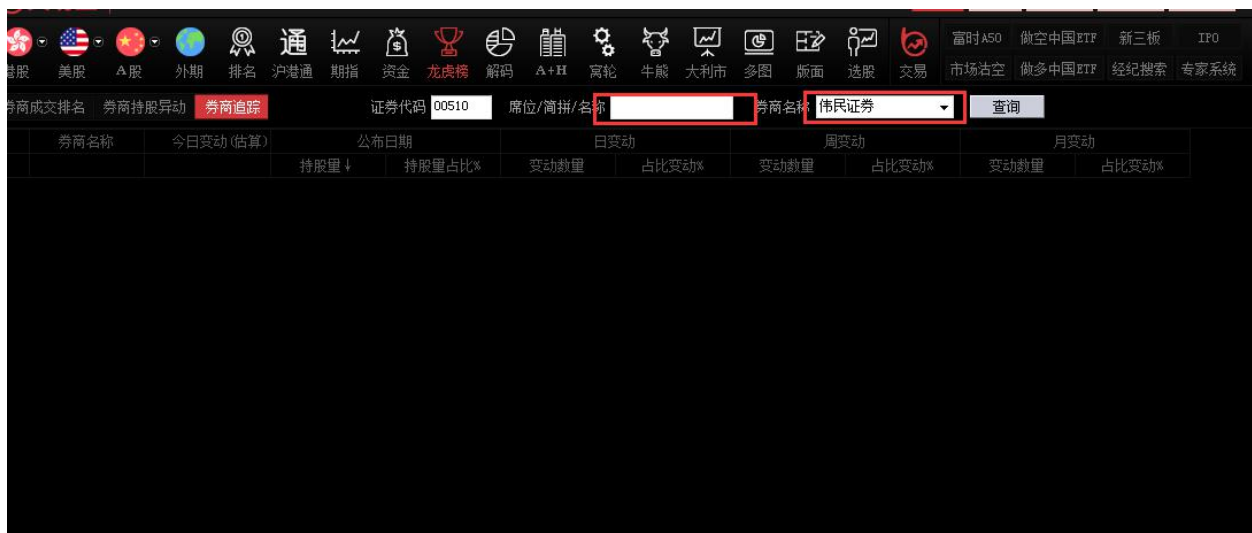 通 富时A50 做空中国ETF 新三板 IPO
港股 美股 A股 外期 排名 沪港通 期指 资金 龙虎榜 解码 A+H 窝轮 牛熊 大利市 多图 版面 选股 交易 市场沽空 做多中国ETF 经纪搜索 专家系统
券商成交排名 券商持股异动 券商追踪 证券代码 00510 席位/简拼/名称 券商名称 伟民证券 查询
券商名称 今日变动(估算) 公布日期 日变动 周变动 月变动
持股量↓ 持股量占比% 变动数量 占比变动% 变动数量 占比变动% 变动数量 占比变动%